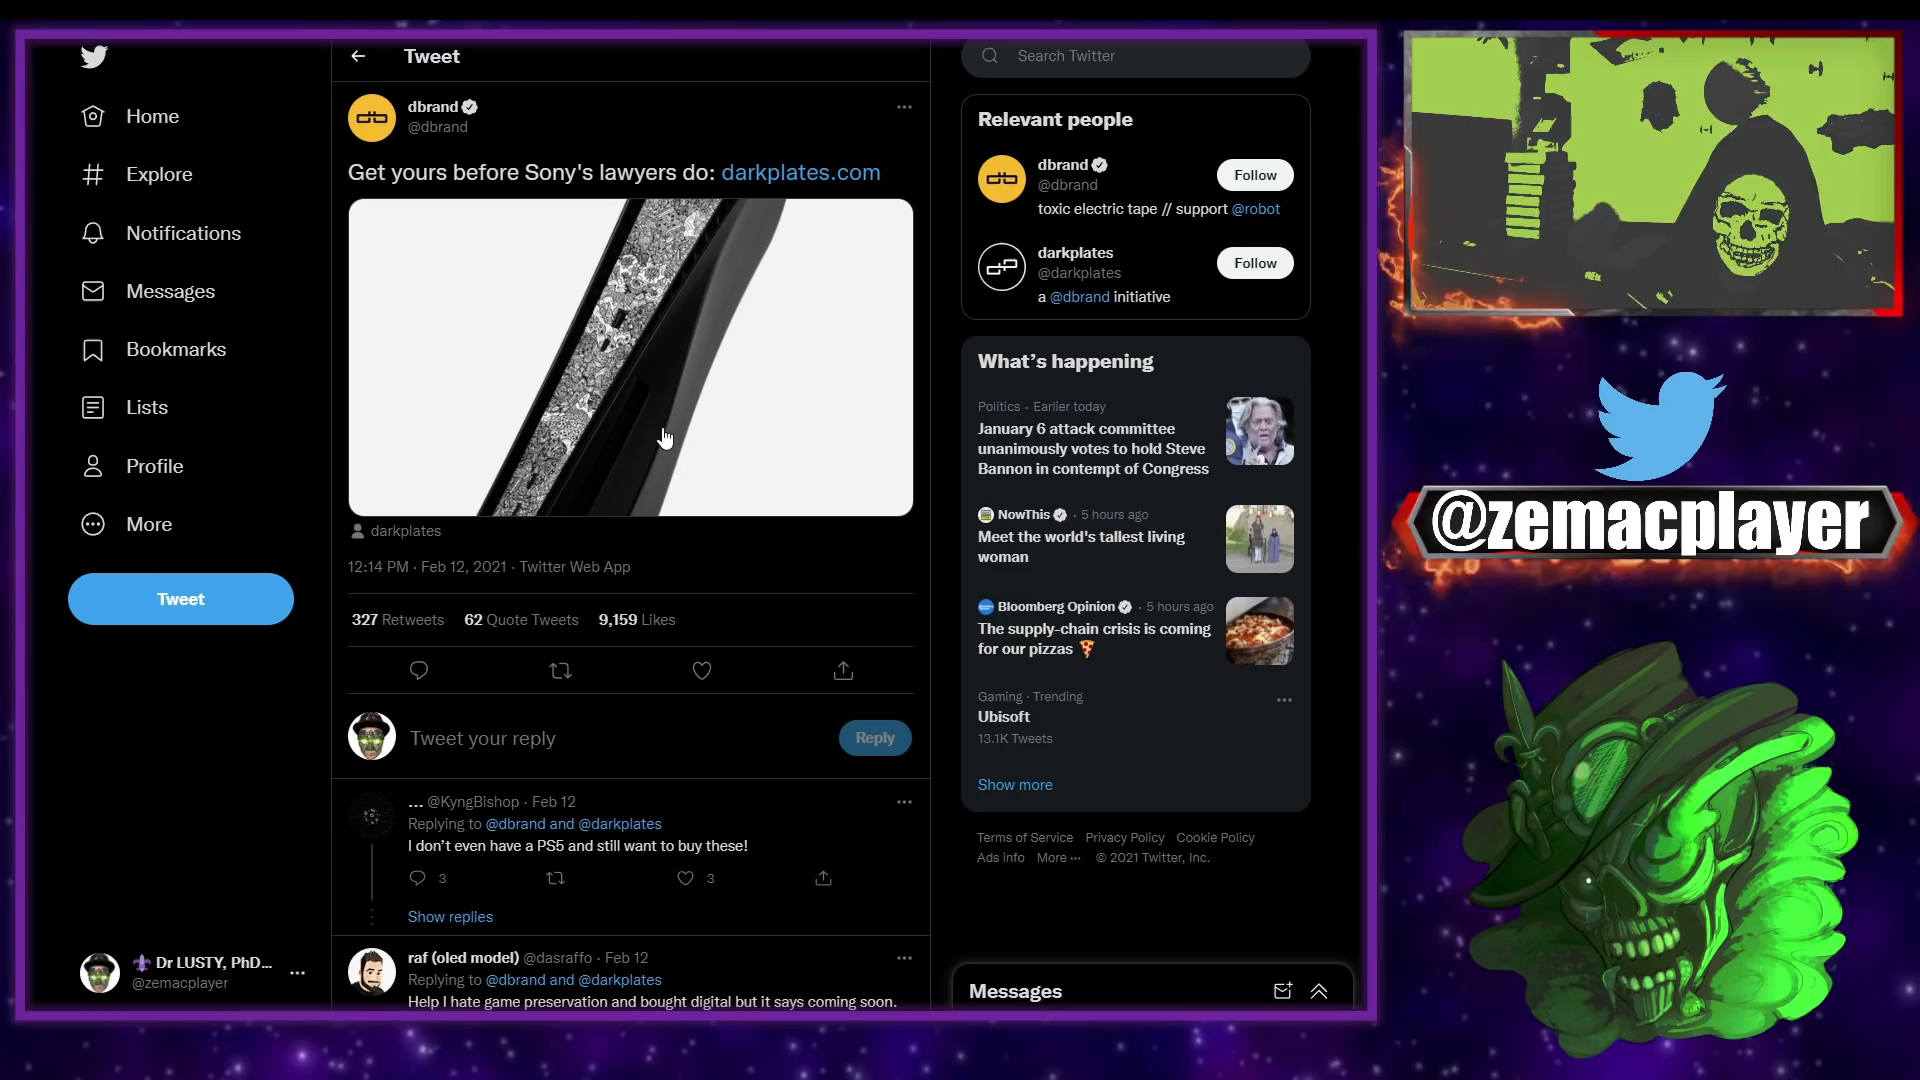 Home
Explore
Notifications
Messages
Bookmarks
Lists
Profile
More
Tweet
Dr LUSTY, PhD...
@zemacplayer
Tweet
dbrand
@dbrand
Get yours before Sony's lawyers do: darkplates.com
darkplates
12:14 PM · Feb 12, 2021 · Twitter Web App
327 Retweets 62 Quote Tweets 9,159 Likes
Tweet your reply
Reply
... @KyngBishop · Feb 12
Replying to @dbrand and @darkplates
I don't even have a PS5 and still want to buy these!
3 3
Show replies
raf (oled model) @dasraffo · Feb 12
Replying to @dbrand and @darkplates
Help I hate game preservation and bought digital but it says coming soon.
Search Twitter
Relevant people
dbrand
@dbrand
Follow
toxic electric tape // support @robot
darkplates
@darkplates
Follow
a @dbrand initiative
What's happening
Politics · Earlier today
January 6 attack committee
unanimously votes to hold Steve
Bannon in contempt of Congress
NowThis · 5 hours ago
Meet the world's tallest living
woman
Bloomberg Opinion · 5 hours ago
The supply-chain crisis is coming
for our pizzas 🍕
Gaming · Trending
Ubisoft
13.1K Tweets
Show more
Terms of Service Privacy Policy Cookie Policy
Ads info More ··· © 2021 Twitter, Inc.
Messages
@zemacplayer